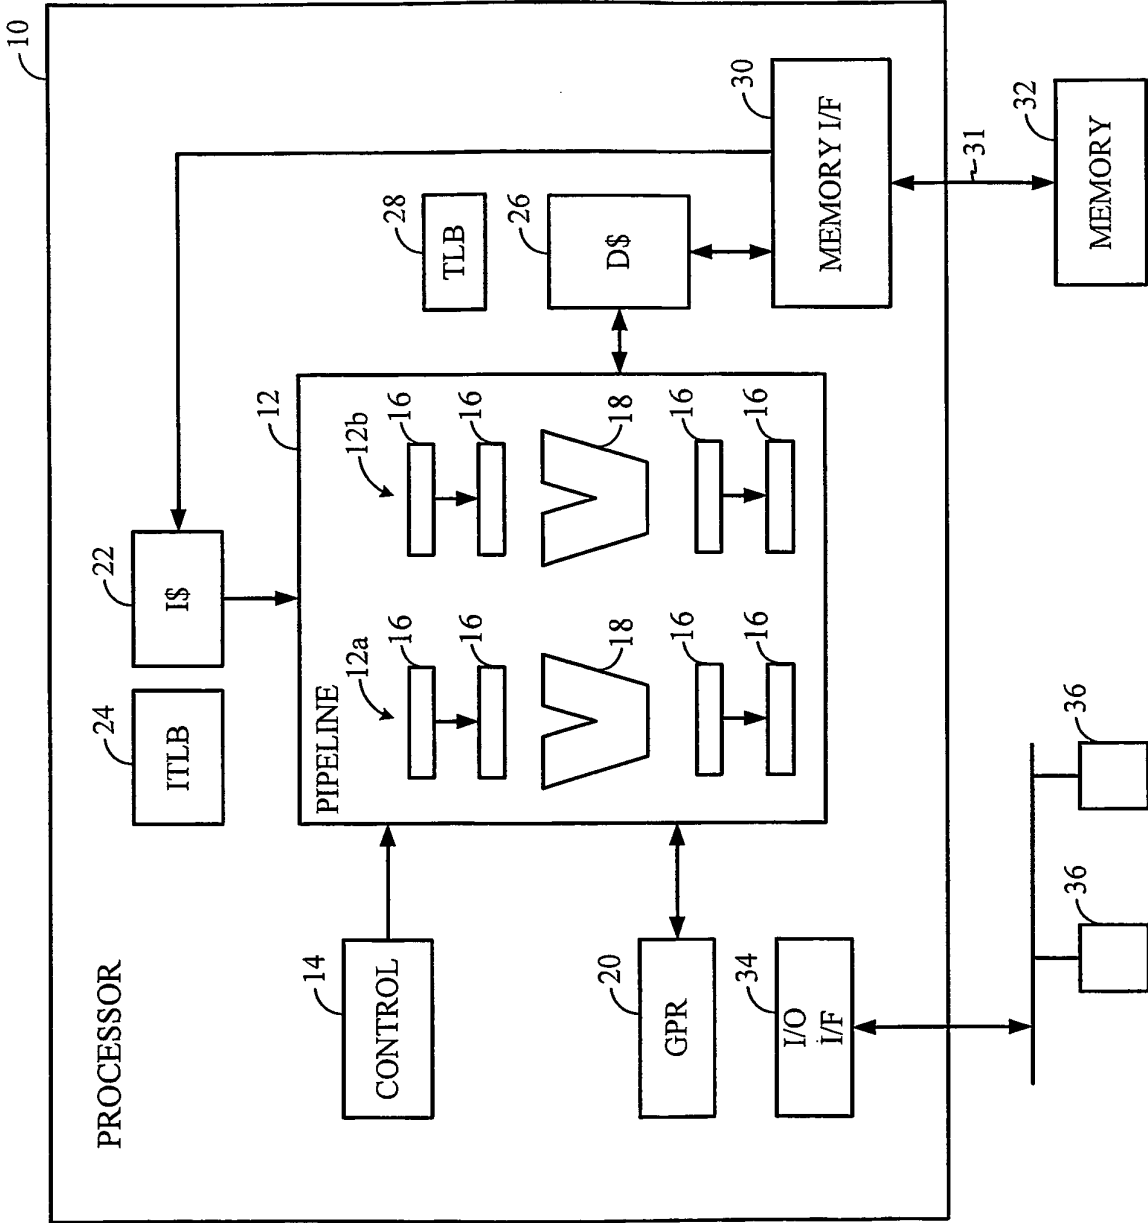 10
PROCESSOR
24
ITLB
22
I$
14
CONTROL
12
PIPELINE
12a
16
16
18
16
16
12b
16
16
18
16
16
28
TLB
26
D$
20
GPR
34
I/O
I/F
30
MEMORY I/F
31
32
MEMORY
36
36